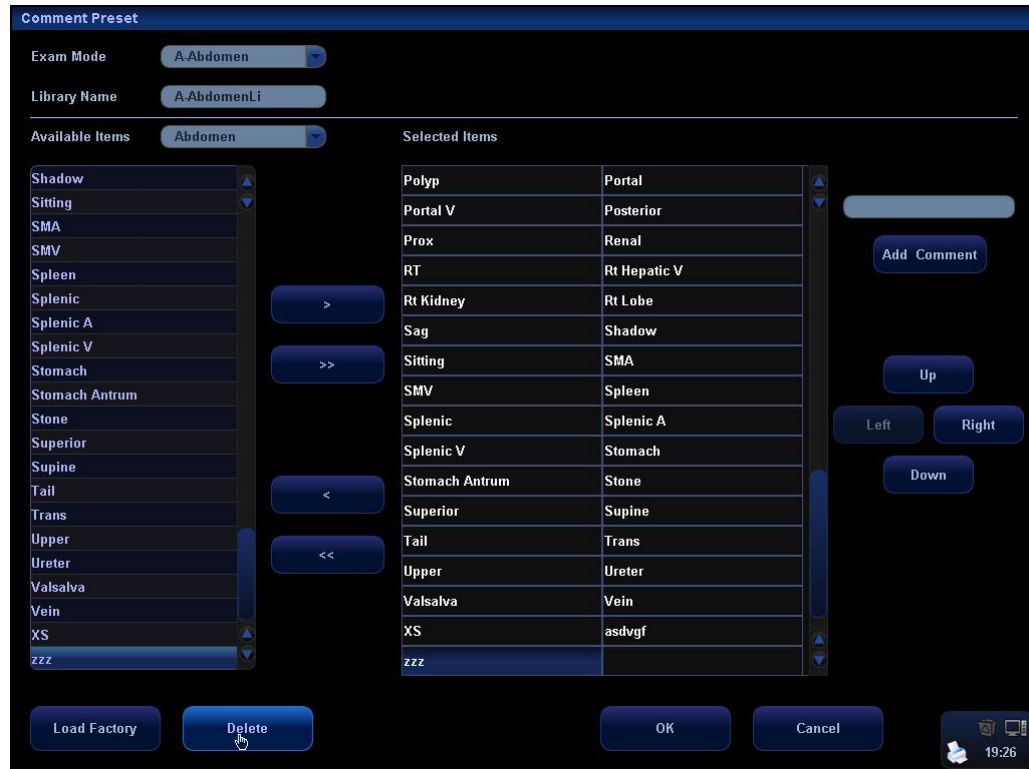 Comment Preset
Exam Mode A-Abdomen
Library Name A-AbdomenLi
Available Items Abdomen Selected Items
Shadow
Sitting
SMA
SMV
Spleen
Splenic
Splenic A
Splenic V
Stomach
Stomach Antrum
Stone
Superior
Supine
Tail
Trans
Upper
Ureter
Valsalva
Vein
XS
zzz
>
>>
<
<<
Polyp Portal
Portal V Posterior
Prox Renal
RT Rt Hepatic V
Rt Kidney Rt Lobe
Sag Shadow
Sitting SMA
SMV Spleen
Splenic Splenic A
Splenic V Stomach
Stomach Antrum Stone
Superior Supine
Tail Trans
Upper Ureter
Valsalva Vein
XS asdvgf
zzz
Add Comment
Up
Left Right
Down
Load Factory Delete OK Cancel
19:26